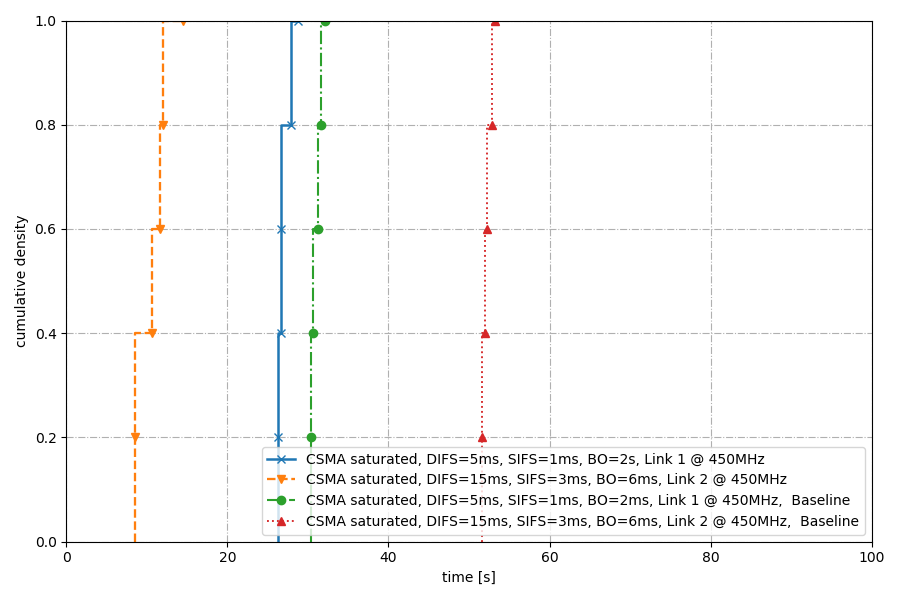 1.0
0.8
0.6
0.4
0.2
0.0
cumulative density
CSMA saturated, DIFS=5ms, SIFS=1ms, BO=2s, Link 1 @ 450MHz
CSMA saturated, DIFS=15ms, SIFS=3ms, BO=6ms, Link 2 @ 450MHz
CSMA saturated, DIFS=5ms, SIFS=1ms, BO=2ms, Link 1 @ 450MHz,  Baseline
CSMA saturated, DIFS=15ms, SIFS=3ms, BO=6ms, Link 2 @ 450MHz,  Baseline
0 20 40 60 80 100
time [s]